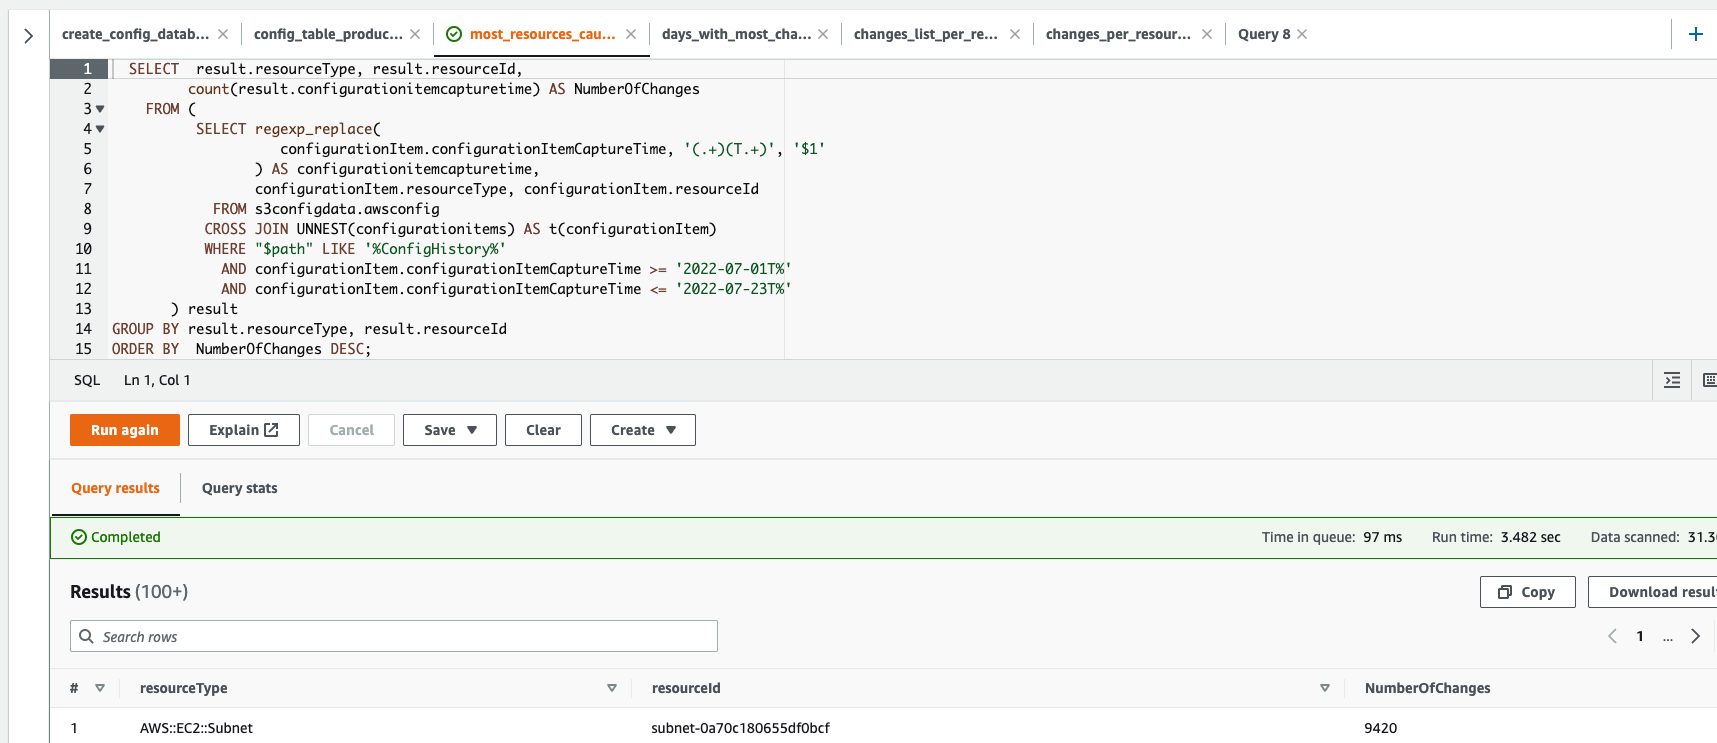 create_config_datab... config_table_produc... most_resources_cau... days_with_most_cha... changes_list_per_re... changes_per_resour... Query 8
1 SELECT result.resourceType, result.resourceId,
2 count(result.configurationitemcapturetime) AS NumberOfChanges
3 FROM (
4 SELECT regexp_replace(
5 configurationItem.configurationItemCaptureTime, '(.+)(T.+)', '$1'
6 ) AS configurationitemcapturetime,
7 configurationItem.resourceType, configurationItem.resourceId
8 FROM s3configdata.awsconfig
9 CROSS JOIN UNNEST(configurationitems) AS t(configurationItem)
10 WHERE "$path" LIKE '%ConfigHistory%'
11 AND configurationItem.configurationItemCaptureTime >= '2022-07-01T%'
12 AND configurationItem.configurationItemCaptureTime <= '2022-07-23T%'
13 ) result
14 GROUP BY result.resourceType, result.resourceId
15 ORDER BY NumberOfChanges DESC;
SQL Ln 1, Col 1
Run again Explain Cancel Save Clear Create
Query results Query stats
Completed Time in queue: 97 ms Run time: 3.482 sec Data scanned: 31.3
Results (100+) Copy Download resul
Search rows 1 ...
# resourceType resourceId NumberOfChanges
1 AWS::EC2::Subnet subnet-0a70c180655df0bcf 9420